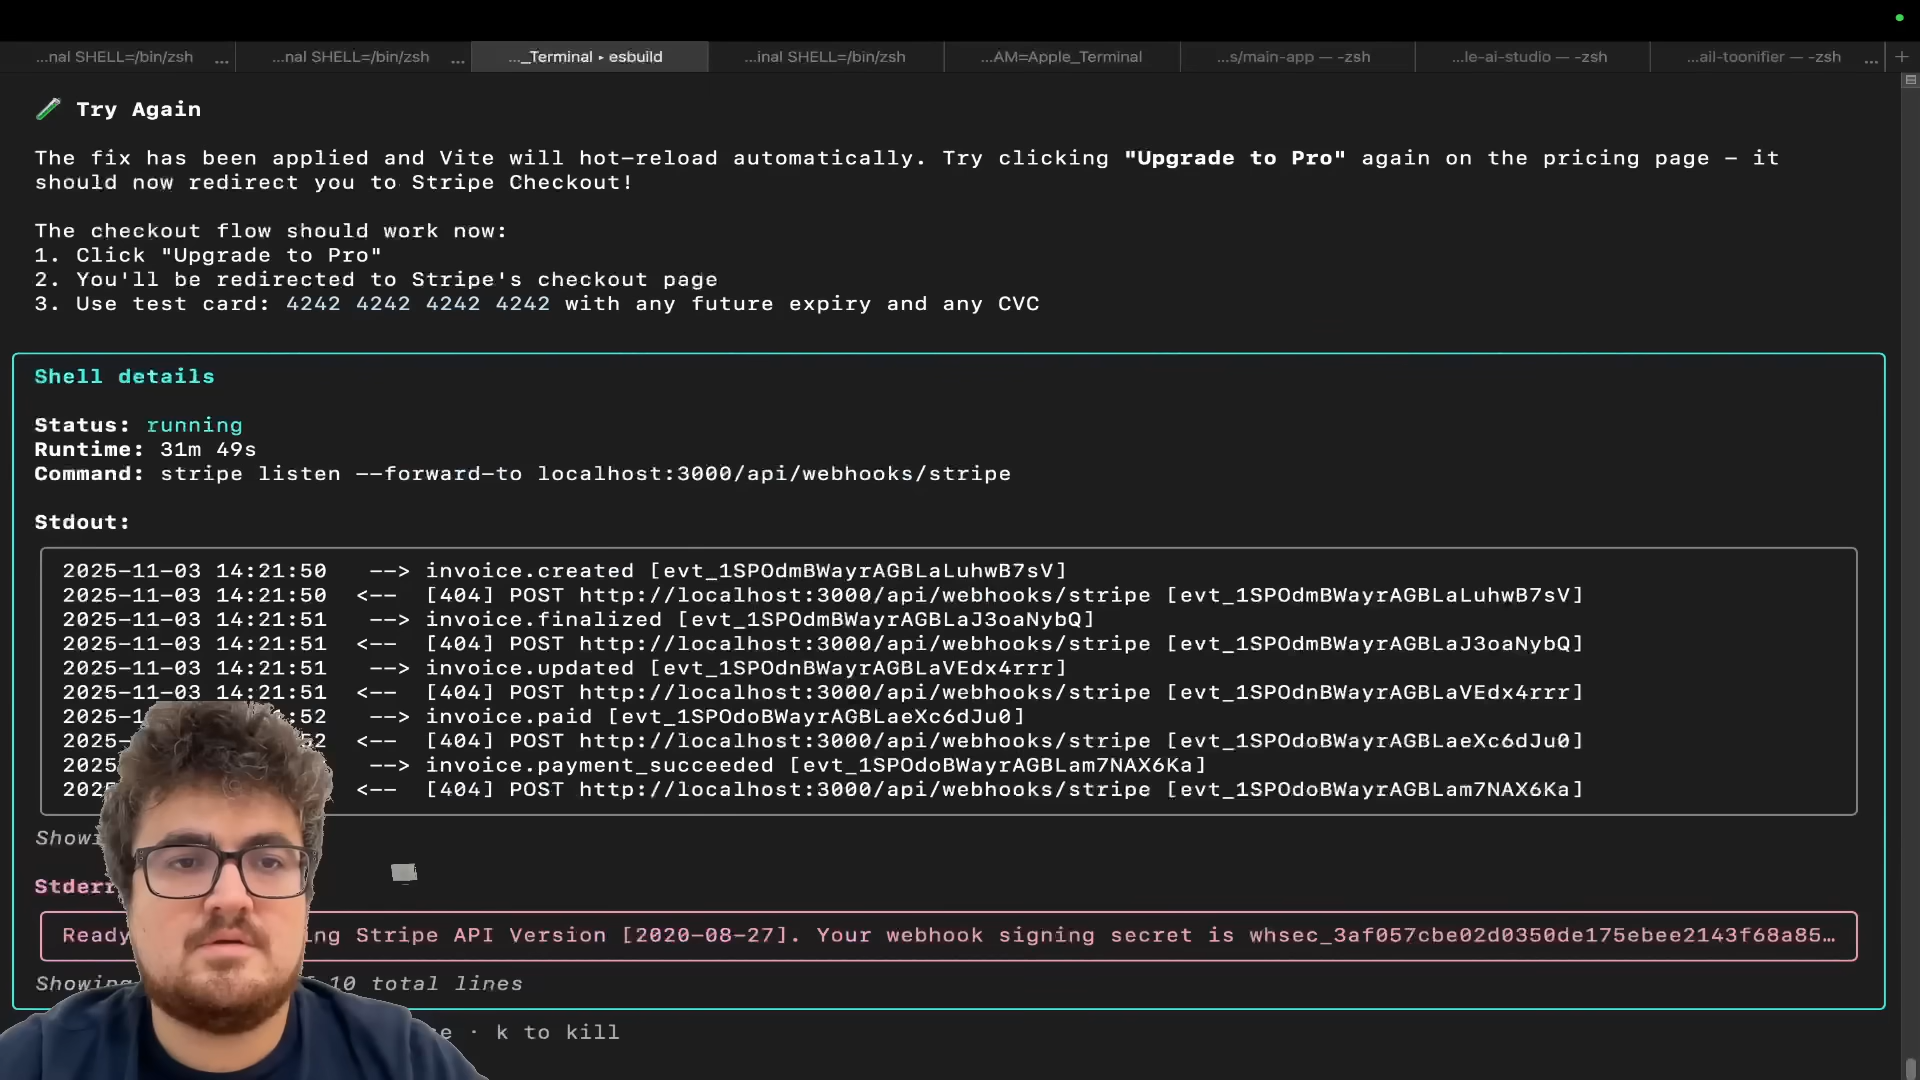 ...nal SHELL=/bin/zsh ...
...nal SHELL=/bin/zsh ...
..._Terminal ▸ esbuild
...inal SHELL=/bin/zsh
...AM=Apple_Terminal
...s/main-app — -zsh
...le-ai-studio — -zsh
...ail-toonifier — -zsh ... +
Try Again
The fix has been applied and Vite will hot-reload automatically. Try clicking "Upgrade to Pro" again on the pricing page - it
should now redirect you to Stripe Checkout!
The checkout flow should work now:
1. Click "Upgrade to Pro"
2. You'll be redirected to Stripe's checkout page
3. Use test card: 4242 4242 4242 4242 with any future expiry and any CVC
Shell details
Status: running
Runtime: 31m 49s
Command: stripe listen --forward-to localhost:3000/api/webhooks/stripe
Stdout:
2025-11-03 14:21:50 --> invoice.created [evt_1SPOdmBWayrAGBLaLuhwB7sV]
2025-11-03 14:21:50 <-- [404] POST http://localhost:3000/api/webhooks/stripe [evt_1SPOdmBWayrAGBLaLuhwB7sV]
2025-11-03 14:21:51 --> invoice.finalized [evt_1SPOdmBWayrAGBLaJ3oaNybQ]
2025-11-03 14:21:51 <-- [404] POST http://localhost:3000/api/webhooks/stripe [evt_1SPOdmBWayrAGBLaJ3oaNybQ]
2025-11-03 14:21:51 --> invoice.updated [evt_1SPOdnBWayrAGBLaVEdx4rrr]
2025-11-03 14:21:51 <-- [404] POST http://localhost:3000/api/webhooks/stripe [evt_1SPOdnBWayrAGBLaVEdx4rrr]
2025-1 :52 --> invoice.paid [evt_1SPOdoBWayrAGBLaeXc6dJu0]
2025- 52 <-- [404] POST http://localhost:3000/api/webhooks/stripe [evt_1SPOdoBWayrAGBLaeXc6dJu0]
2025 --> invoice.payment_succeeded [evt_1SPOdoBWayrAGBLam7NAX6Ka]
202 <-- [404] POST http://localhost:3000/api/webhooks/stripe [evt_1SPOdoBWayrAGBLam7NAX6Ka]
Showi
Stderr
Ready ing Stripe API Version [2020-08-27]. Your webhook signing secret is whsec_3af057cbe02d0350de175ebee2143f68a85…
Showing 10 total lines
e · k to kill